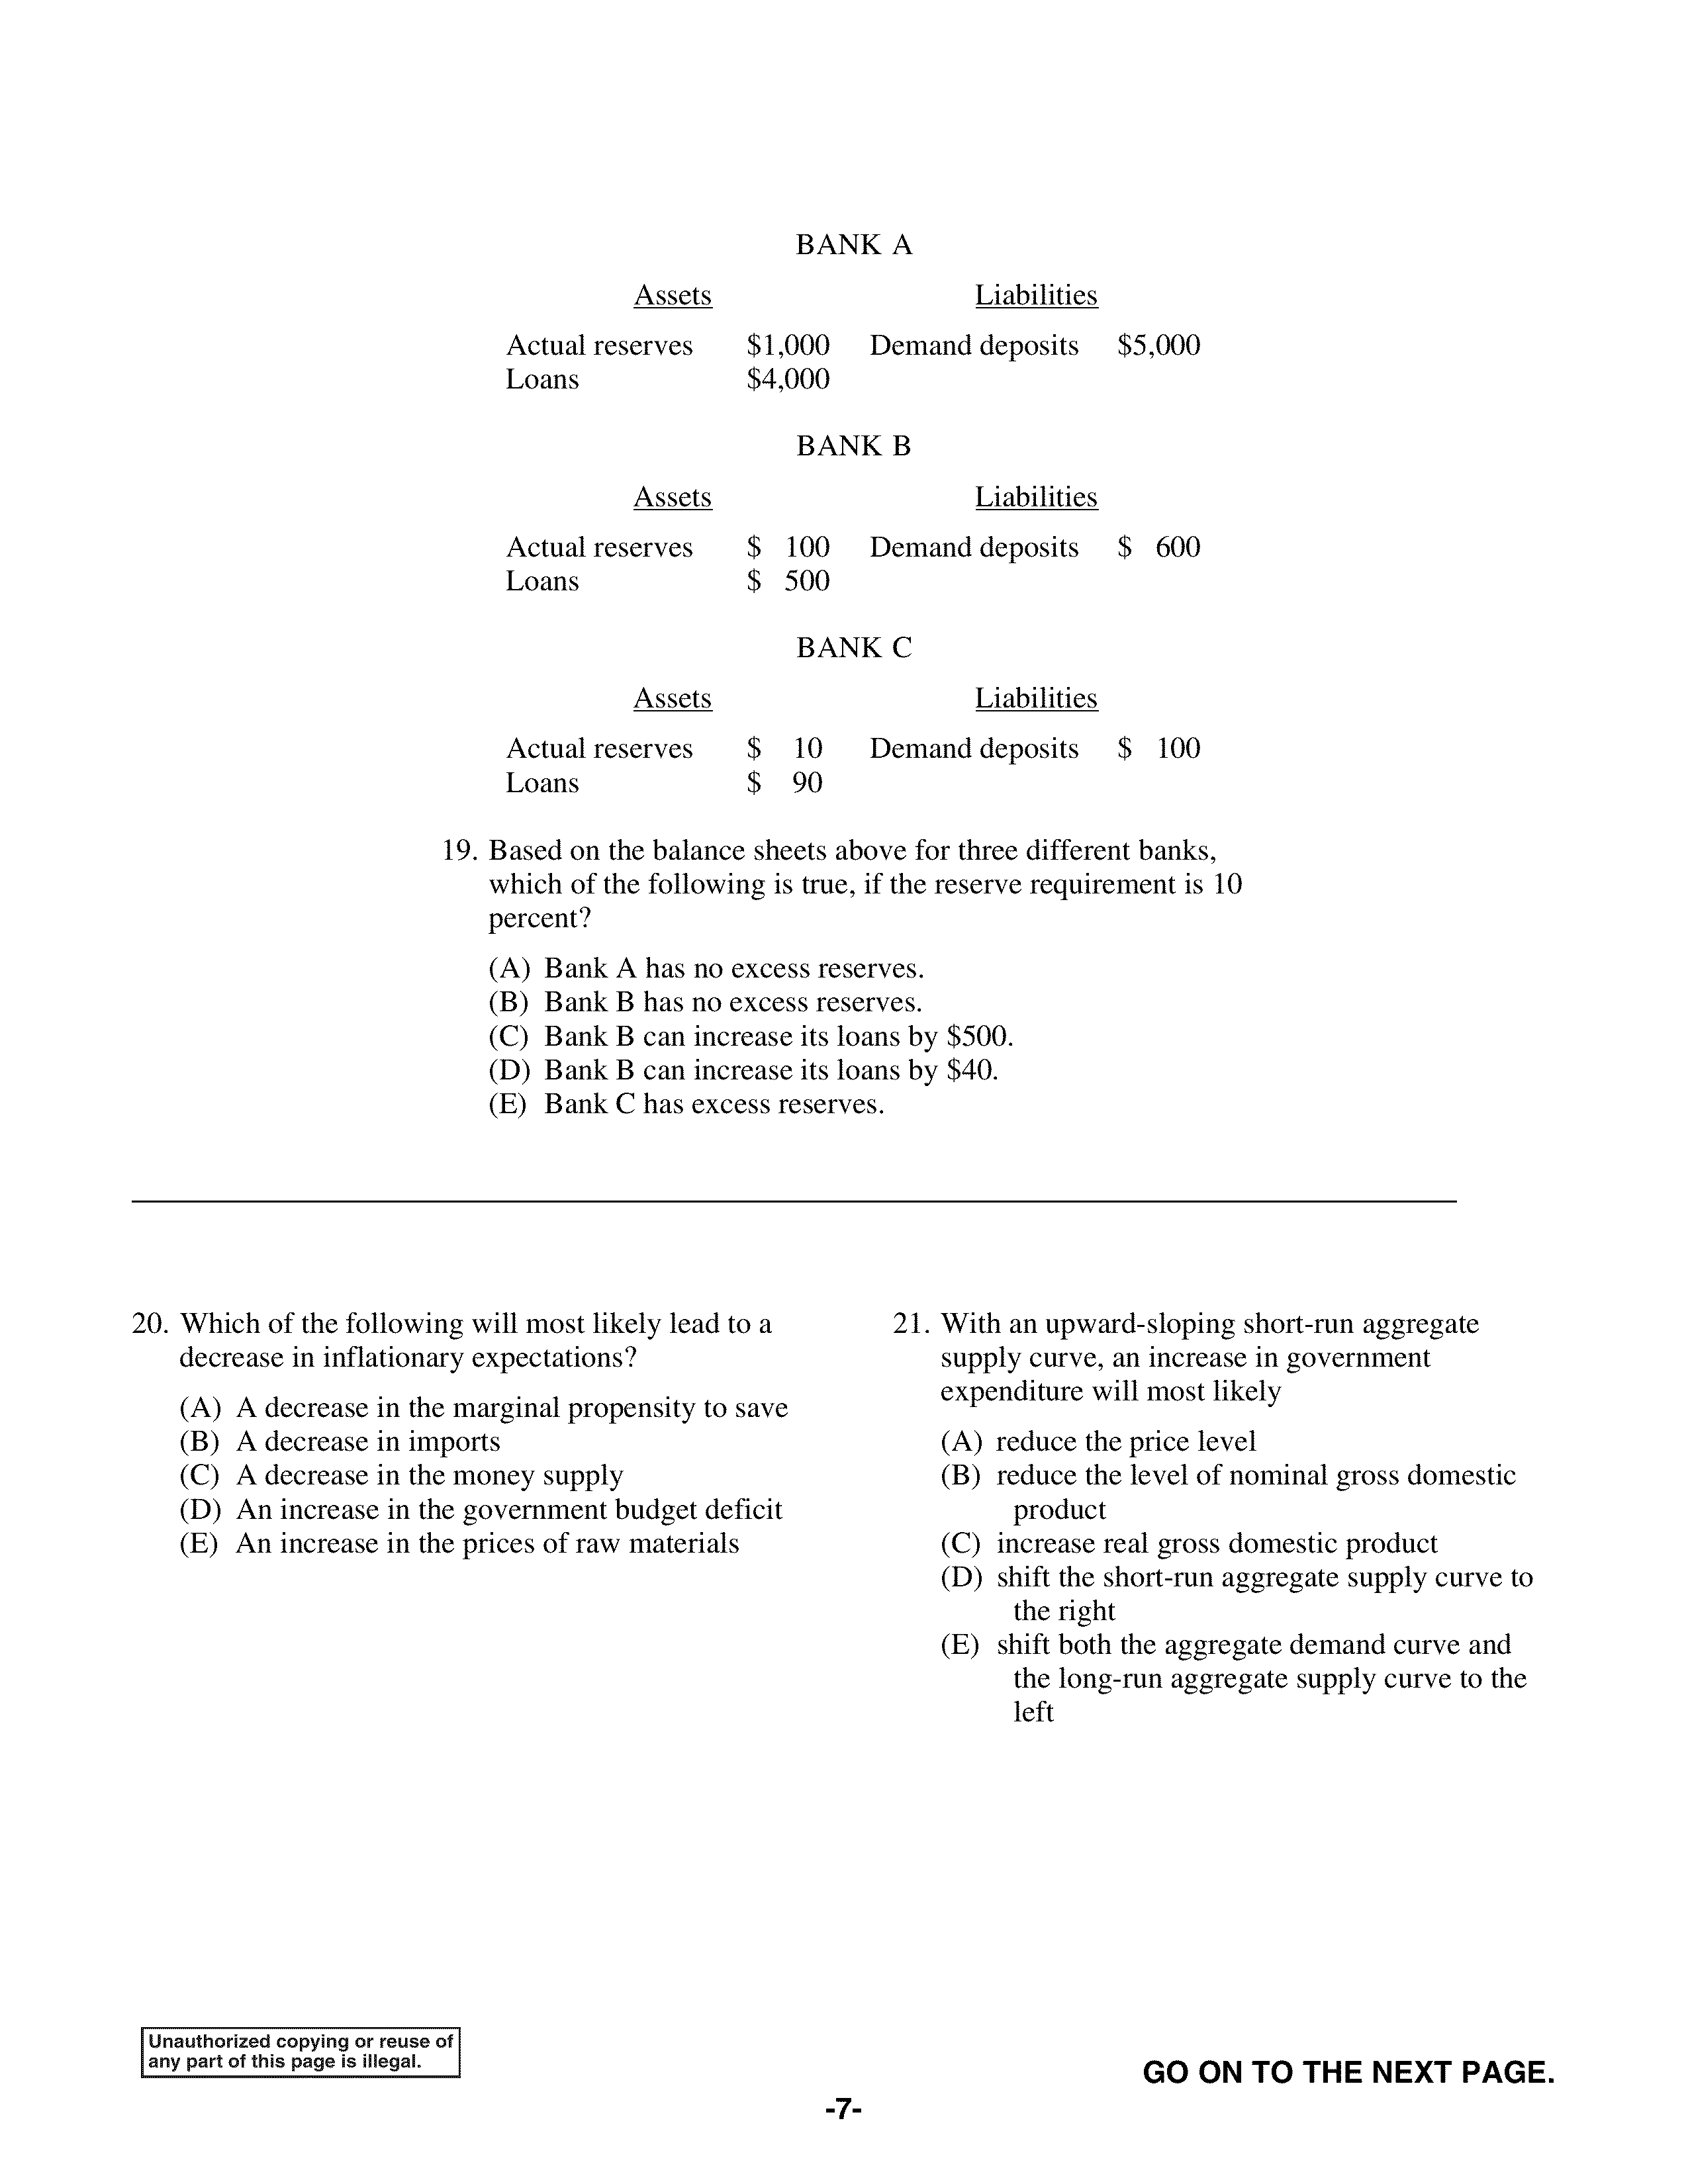 BANK A
Assets Liabilities
Actual reserves $1,000 Demand deposits $5,000
Loans $4,000
BANK B
Assets Liabilities
Actual reserves $ 100 Demand deposits $ 600
Loans $ 500
BANK C
Assets Liabilities
Actual reserves $ 10 Demand deposits $ 100
Loans $ 90
19. Based on the balance sheets above for three different banks,
which of the following is true, if the reserve requirement is 10
percent?
(A) Bank A has no excess reserves.
(B) Bank B has no excess reserves.
(C) Bank B can increase its loans by $500.
(D) Bank B can increase its loans by $40.
(E) Bank C has excess reserves.
20. Which of the following will most likely lead to a
decrease in inflationary expectations?
(A) A decrease in the marginal propensity to save
(B) A decrease in imports
(C) A decrease in the money supply
(D) An increase in the government budget deficit
(E) An increase in the prices of raw materials
21. With an upward-sloping short-run aggregate
supply curve, an increase in government
expenditure will most likely
(A) reduce the price level
(B) reduce the level of nominal gross domestic
product
(C) increase real gross domestic product
(D) shift the short-run aggregate supply curve to
the right
(E) shift both the aggregate demand curve and
the long-run aggregate supply curve to the
left
Unauthorized copying or reuse of
any part of this page is illegal.
GO ON TO THE NEXT PAGE.
-7-